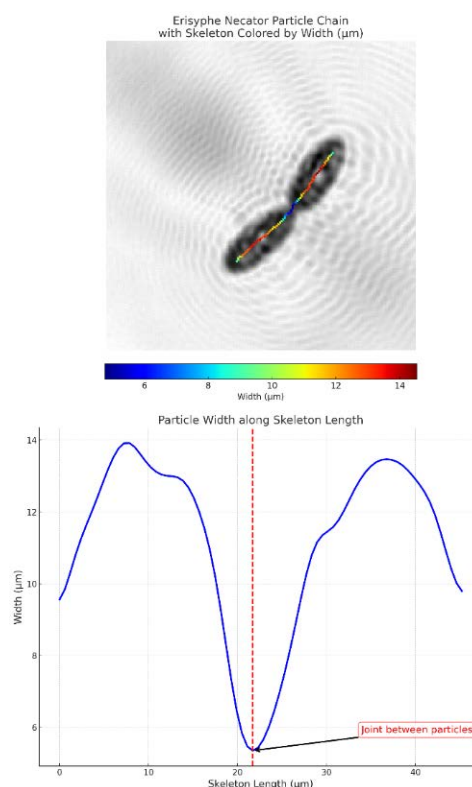 Erisyphe Necator Particle Chain
with Skeleton Colored by Width (µm)
6 8 10 12 14
Width (µm)
Particle Width along Skeleton Length
14
12
10
8
6
Width (µm)
Joint between particles
0 10 20 30 40
Skeleton Length (µm)